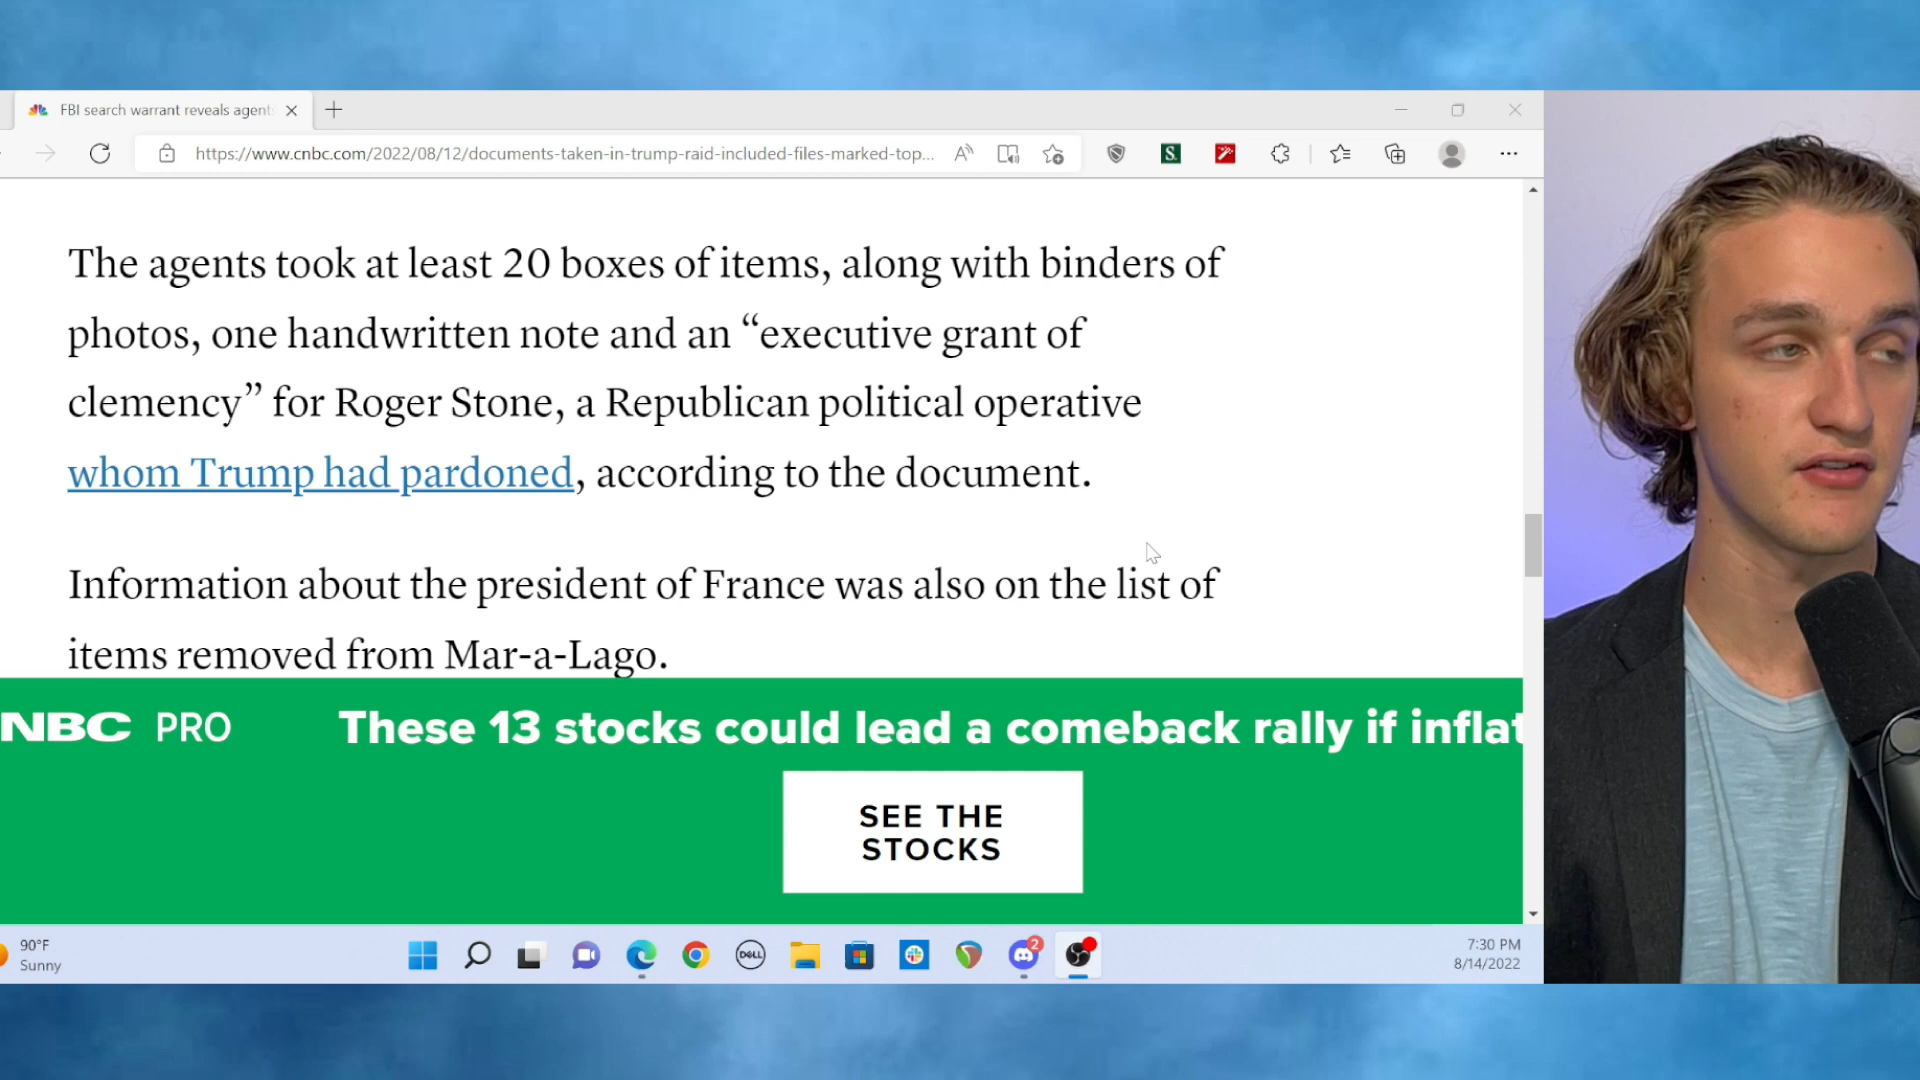 FBI search warrant reveals agent
https://www.cnbc.com/2022/08/12/documents-taken-in-trump-raid-included-files-marked-top...
The agents took at least 20 boxes of items, along with binders of
photos, one handwritten note and an “executive grant of
clemency” for Roger Stone, a Republican political operative
whom Trump had pardoned, according to the document.
Information about the president of France was also on the list of
items removed from Mar-a-Lago.
NBC PRO These 13 stocks could lead a comeback rally if inflat
SEE THE
STOCKS
90°F
Sunny
DELL
2
7:30 PM
8/14/2022